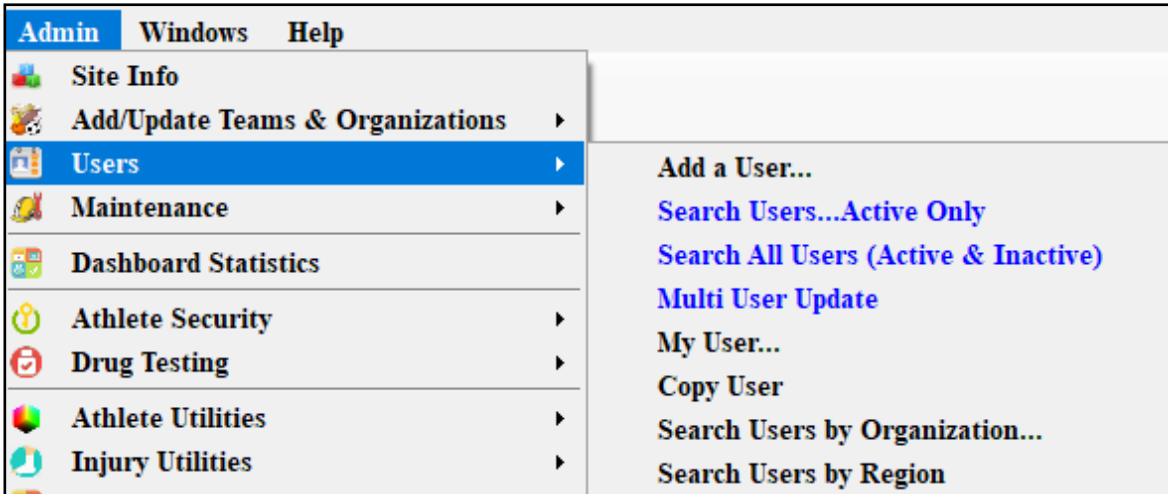 Admin Windows Help
Site Info
Add/Update Teams & Organizations
Users
Maintenance
Dashboard Statistics
Athlete Security
Drug Testing
Athlete Utilities
Injury Utilities
Add a User...
Search Users...Active Only
Search All Users (Active & Inactive)
Multi User Update
My User...
Copy User
Search Users by Organization...
Search Users by Region